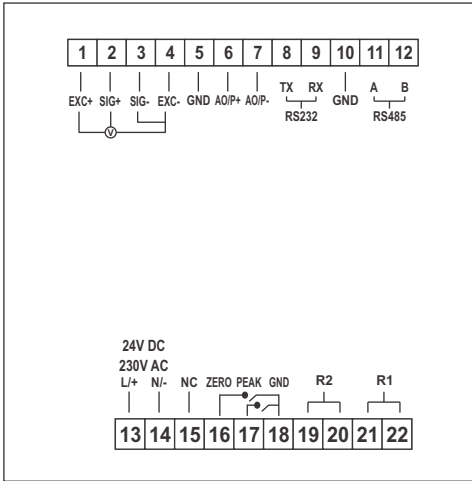 1 2 3 4 5 6 7 8 9 10 11 12
EXC+ SIG+ SIG- EXC- GND AO/P+ AO/P- TX RX GND A B
RS232 RS485
V
24V DC
230V AC
L/+ N/- NC ZERO PEAK GND R2 R1
13 14 15 16 17 18 19 20 21 22